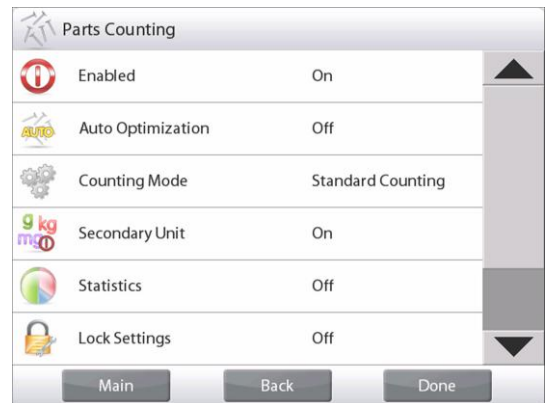 Parts Counting
Enabled On
AUTO Auto Optimization Off
Counting Mode Standard Counting
g kg mg Secondary Unit On
Statistics Off
Lock Settings Off
Main Back Done